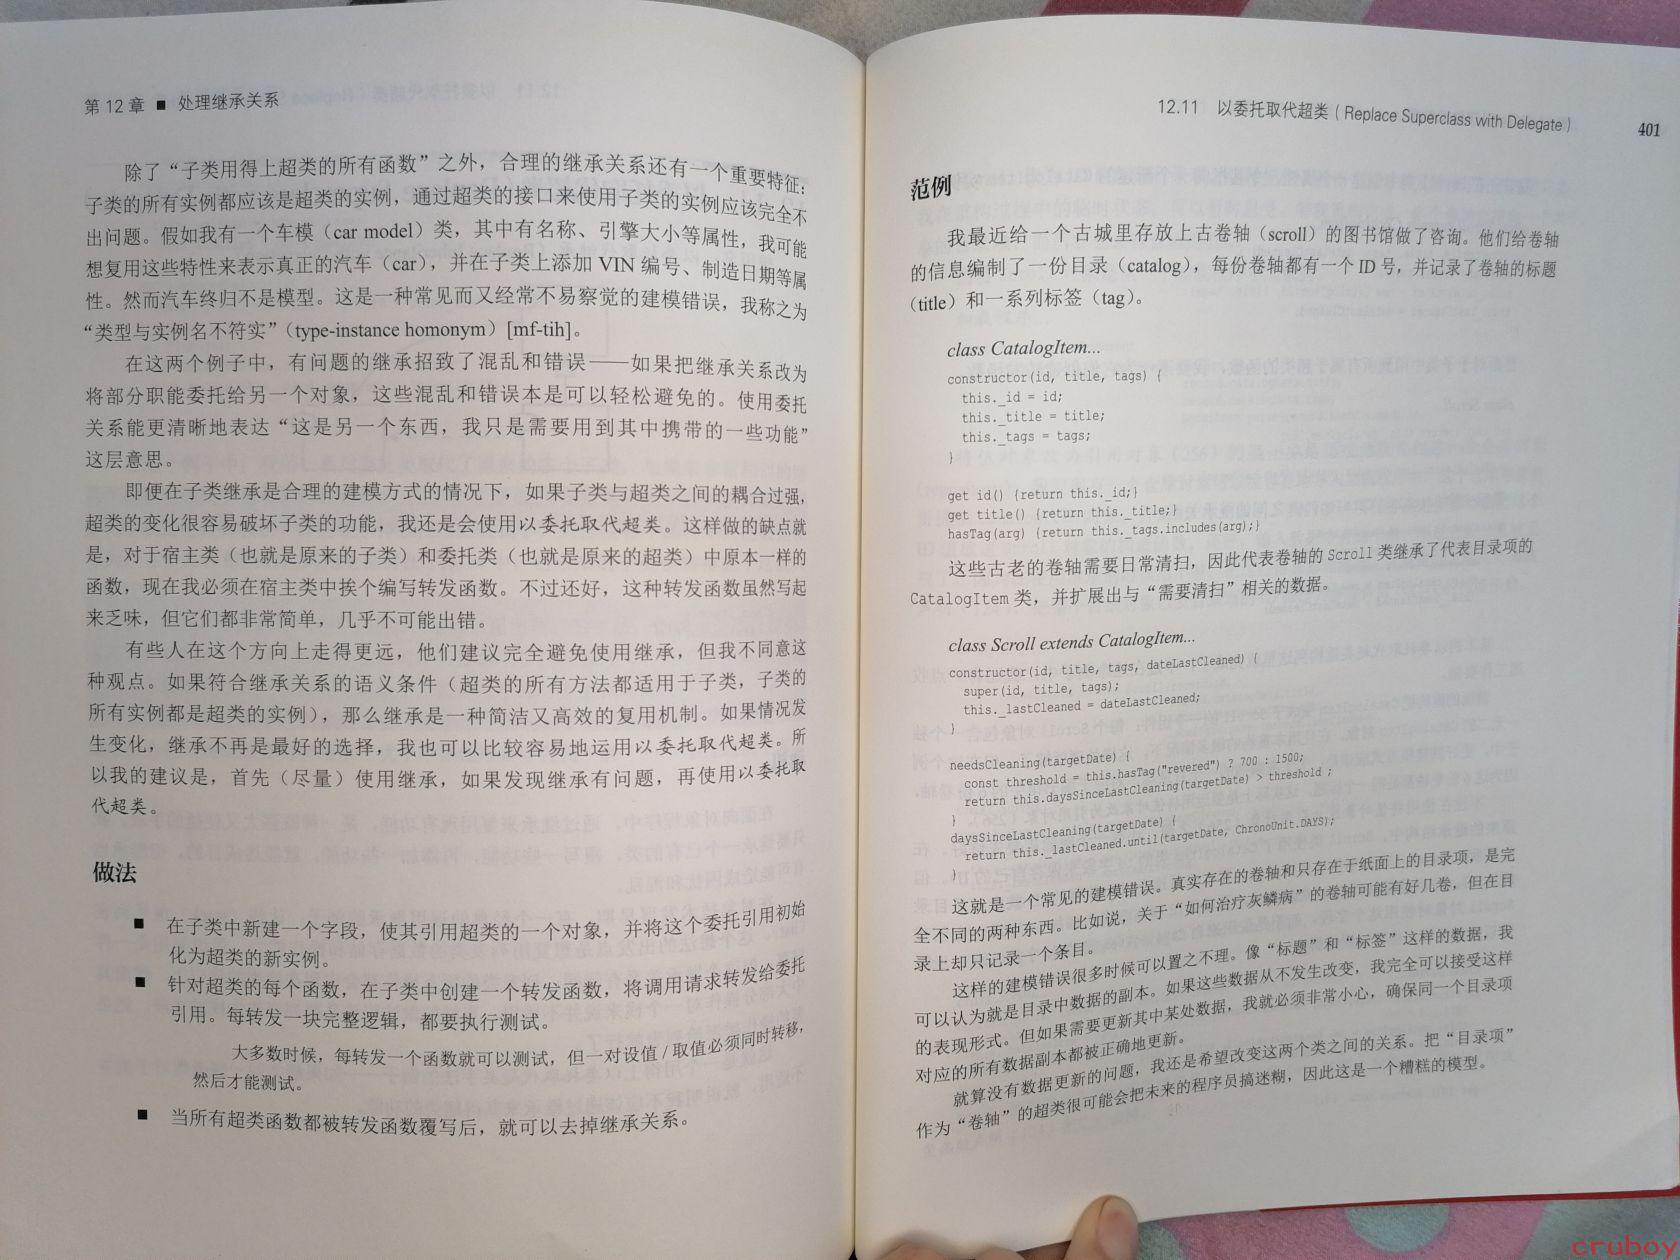 第 12 章 ■ 处理继承关系
除了“子类用得上超类的所有函数”之外，合理的继承关系还有一个重要特征：
子类的所有实例都应该是超类的实例，通过超类的接口来使用子类的实例应该完全不
出问题。假如我有一个车模（car model）类，其中有名称、引擎大小等属性，我可能
想复用这些特性来表示真正的汽车（car），并在子类上添加 VIN 编号、制造日期等属
性。然而汽车终归不是模型。这是一种常见而又经常不易察觉的建模错误，我称之为
“类型与实例名不符实”（type-instance homonym）[mf-tih]。
在这两个例子中，有问题的继承招致了混乱和错误——如果把继承关系改为
将部分职能委托给另一个对象，这些混乱和错误本是可以轻松避免的。使用委托
关系能更清晰地表达“这是另一个东西，我只是需要用到其中携带的一些功能”
这层意思。
即便在子类继承是合理的建模方式的情况下，如果子类与超类之间的耦合过强，
超类的变化很容易破坏子类的功能，我还是会使用以委托取代超类。这样做的缺点就
是，对于宿主类（也就是原来的子类）和委托类（也就是原来的超类）中原本一样的
函数，现在我必须在宿主类中挨个编写转发函数。不过还好，这种转发函数虽然写起
来乏味，但它们都非常简单，几乎不可能出错。
有些人在这个方向上走得更远，他们建议完全避免使用继承，但我不同意这
种观点。如果符合继承关系的语义条件（超类的所有方法都适用于子类，子类的
所有实例都是超类的实例），那么继承是一种简洁又高效的复用机制。如果情况发
生变化，继承不再是最好的选择，我也可以比较容易地运用以委托取代超类。所
以我的建议是，首先（尽量）使用继承，如果发现继承有问题，再使用以委托取
代超类。
做法
■ 在子类中新建一个字段，使其引用超类的一个对象，并将这个委托引用初始
化为超类的新实例。
■ 针对超类的每个函数，在子类中创建一个转发函数，将调用请求转发给委托
引用。每转发一块完整逻辑，都要执行测试。
大多数时候，每转发一个函数就可以测试，但一对设值 / 取值必须同时转移，
然后才能测试。
■ 当所有超类函数都被转发函数覆写后，就可以去掉继承关系。
12.11 以委托取代超类（Replace Superclass with Delegate） 401
范例
我最近给一个古城里存放上古卷轴（scroll）的图书馆做了咨询。他们给卷轴
的信息编制了一份目录（catalog），每份卷轴都有一个 ID 号，并记录了卷轴的标题
（title）和一系列标签（tag）。
class CatalogItem...
constructor(id, title, tags) {
this._id = id;
this._title = title;
this._tags = tags;
}
get id() {return this._id;}
get title() {return this._title;}
hasTag(arg) {return this._tags.includes(arg);}
这些古老的卷轴需要日常清扫，因此代表卷轴的 Scroll 类继承了代表目录项的
CatalogItem 类，并扩展出与“需要清扫”相关的数据。
class Scroll extends CatalogItem...
constructor(id, title, tags, dateLastCleaned) {
super(id, title, tags);
this._lastCleaned = dateLastCleaned;
}
needsCleaning(targetDate) {
const threshold = this.hasTag("revered") ? 700 : 1500;
return this.daysSinceLastCleaning(targetDate) > threshold ;
}
daysSinceLastCleaning(targetDate) {
return this._lastCleaned.until(targetDate, ChronoUnit.DAYS);
}
这就是一个常见的建模错误。真实存在的卷轴和只存在于纸面上的目录项，是完
全不同的两种东西。比如说，关于“如何治疗灰鳞病”的卷轴可能有好几卷，但在目
录上却只记录一个条目。
这样的建模错误很多时候可以置之不理。像“标题”和“标签”这样的数据，我
可以认为就是目录中数据的副本。如果这些数据从不发生改变，我完全可以接受这样
的表现形式。但如果需要更新其中某处数据，我就必须非常小心，确保同一个目录项
对应的所有数据副本都被正确地更新。
就算没有数据更新的问题，我还是希望改变这两个类之间的关系。把“目录项”
作为“卷轴”的超类很可能会把未来的程序员搞迷糊，因此这是一个糟糕的模型。
cruboy